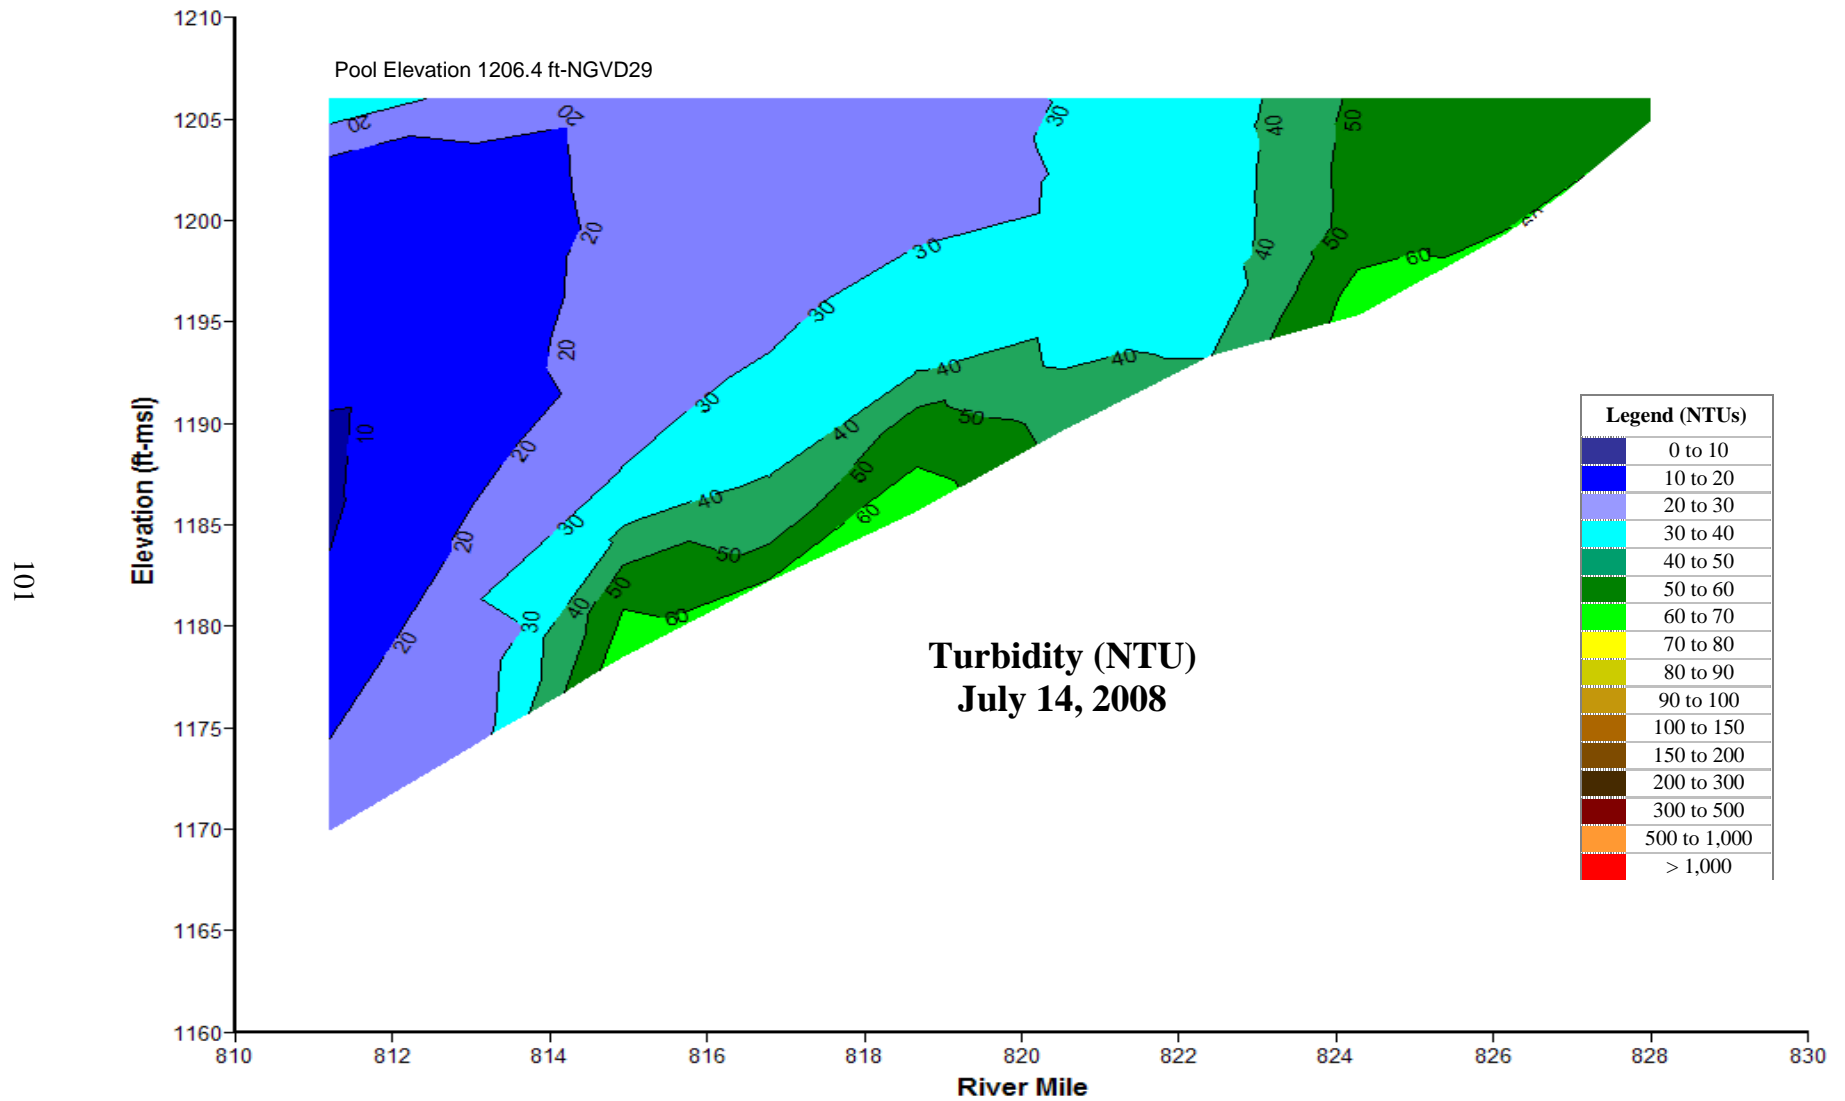 1210
Pool Elevation 1206.4 ft-NGVD29
1205
1200
1195
1190
1185
1180
1175
1170
1165
1160
Elevation (ft-msl)
101
20
20
30
40
50
20
40
50
30
60
20
30
40
40
30
50
10
40
20
50
40
60
30
20
50
50
40
30
60
20
Turbidity (NTU)
July 14, 2008
Legend (NTUs)
0 to 10
10 to 20
20 to 30
30 to 40
40 to 50
50 to 60
60 to 70
70 to 80
80 to 90
90 to 100
100 to 150
150 to 200
200 to 300
300 to 500
500 to 1,000
> 1,000
810 812 814 816 818 820 822 824 826 828 830
River Mile